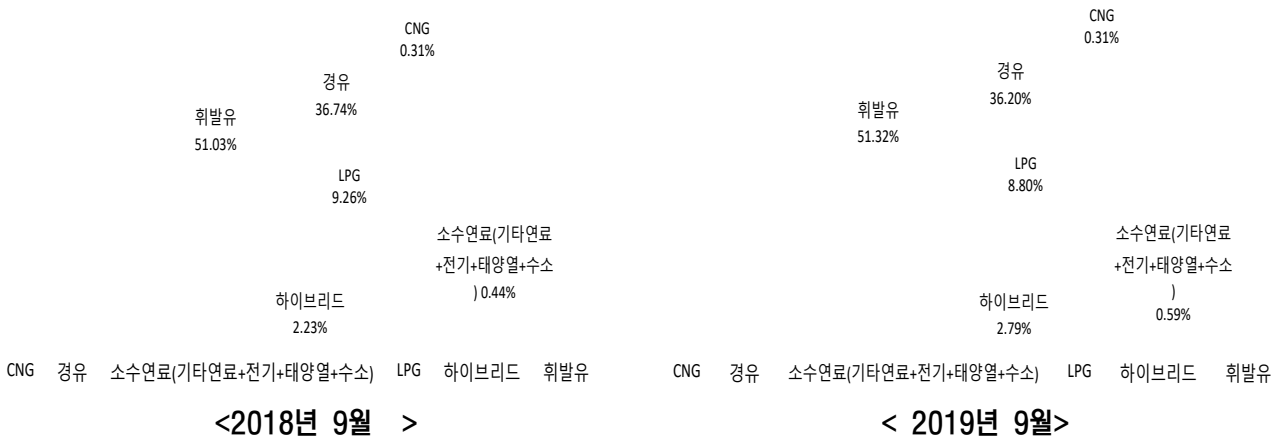 CNG
0.31%
경유
36.74%
휘발유
51.03%
LPG
9.26%
소수연료(기타연료
+전기+태양열+수소
) 0.44%
하이브리드
2.23%
CNG 경유 소수연료(기타연료+전기+태양열+수소) LPG 하이브리드 휘발유
<2018년 9월 >
CNG
0.31%
경유
36.20%
휘발유
51.32%
LPG
8.80%
소수연료(기타연료
+전기+태양열+수소
)
0.59%
하이브리드
2.79%
CNG 경유 소수연료(기타연료+전기+태양열+수소) LPG 하이브리드 휘발유
< 2019년 9월>